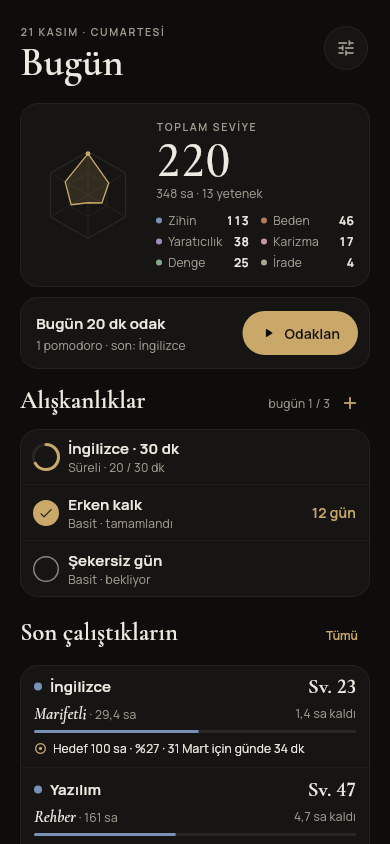 21 KASIM · CUMARTESİ
Bugün
TOPLAM SEVİYE
220
348 sa · 13 yetenek
Zihin 113 Beden 46
Yaratıcılık 38 Karizma 17
Denge 25 İrade 4
Bugün 20 dk odak
1 pomodoro · son: İngilizce
Odaklan
Alışkanlıklar
bugün 1 / 3
İngilizce · 30 dk
Süreli · 20 / 30 dk
Erken kalk
Basit · tamamlandı
12 gün
Şekersiz gün
Basit · bekliyor
Son çalıştıkların
Tümü
İngilizce Sv. 23
Marifetli · 29,4 sa 1,4 sa kaldı
Hedef 100 sa · %27 · 31 Mart için günde 34 dk
Yazılım Sv. 47
Rehber · 161 sa 4,7 sa kaldı